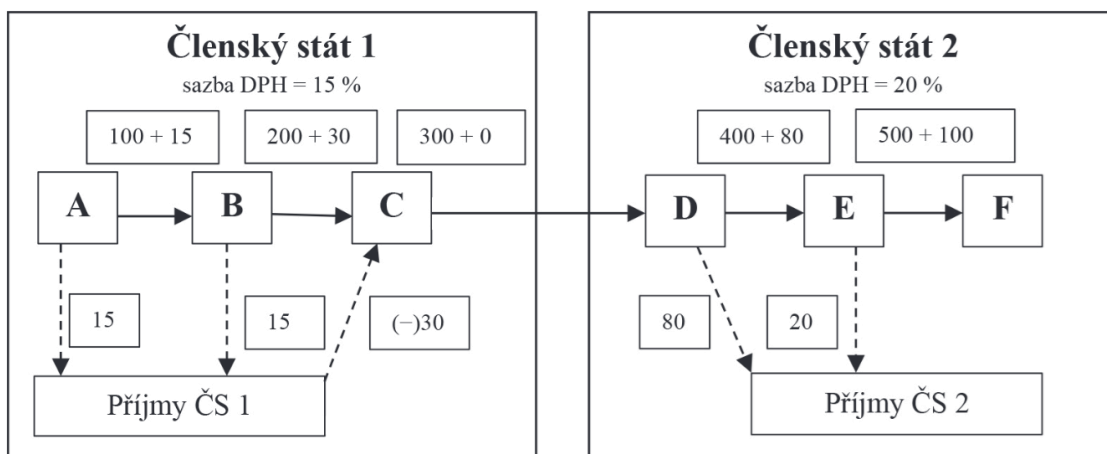 Členský stát 1
sazba DPH = 15 %
100 + 15
200 + 30
300 + 0
A
B
C
15
15
(−)30
Příjmy ČS 1
Členský stát 2
sazba DPH = 20 %
400 + 80
500 + 100
D
E
F
80
20
Příjmy ČS 2